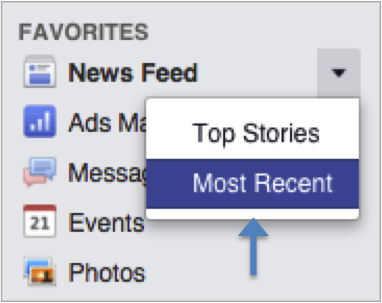 FAVORITES
News Feed
Ads Ma
Top Stories
Messag
Most Recent
21 Events
Photos